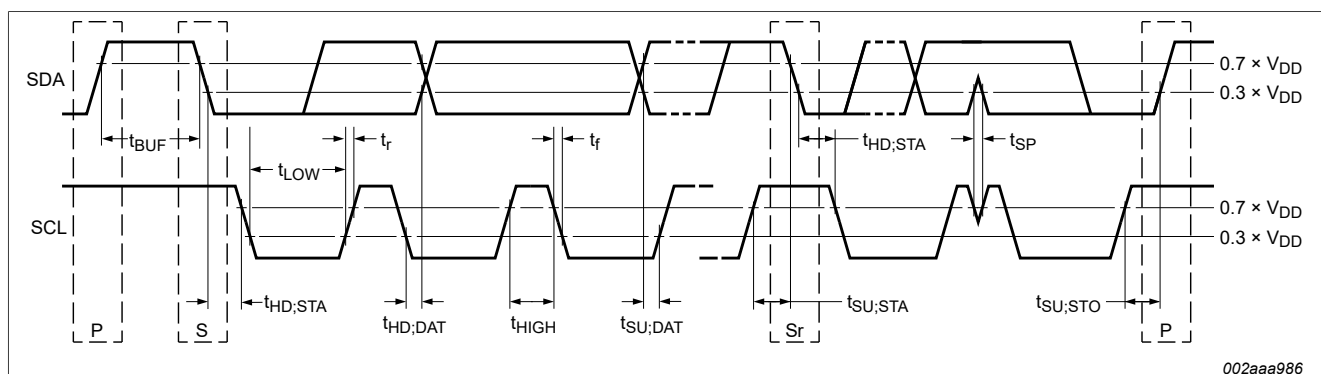 SDA
0.7 × VDD
0.3 × VDD
tBUF
tr
tf
tHD;STA
tSP
tLOW
SCL
0.7 × VDD
0.3 × VDD
tHD;STA
tHD;DAT
tHIGH
tSU;DAT
tSU;STA
tSU;STO
P
S
Sr
P
002aaa986